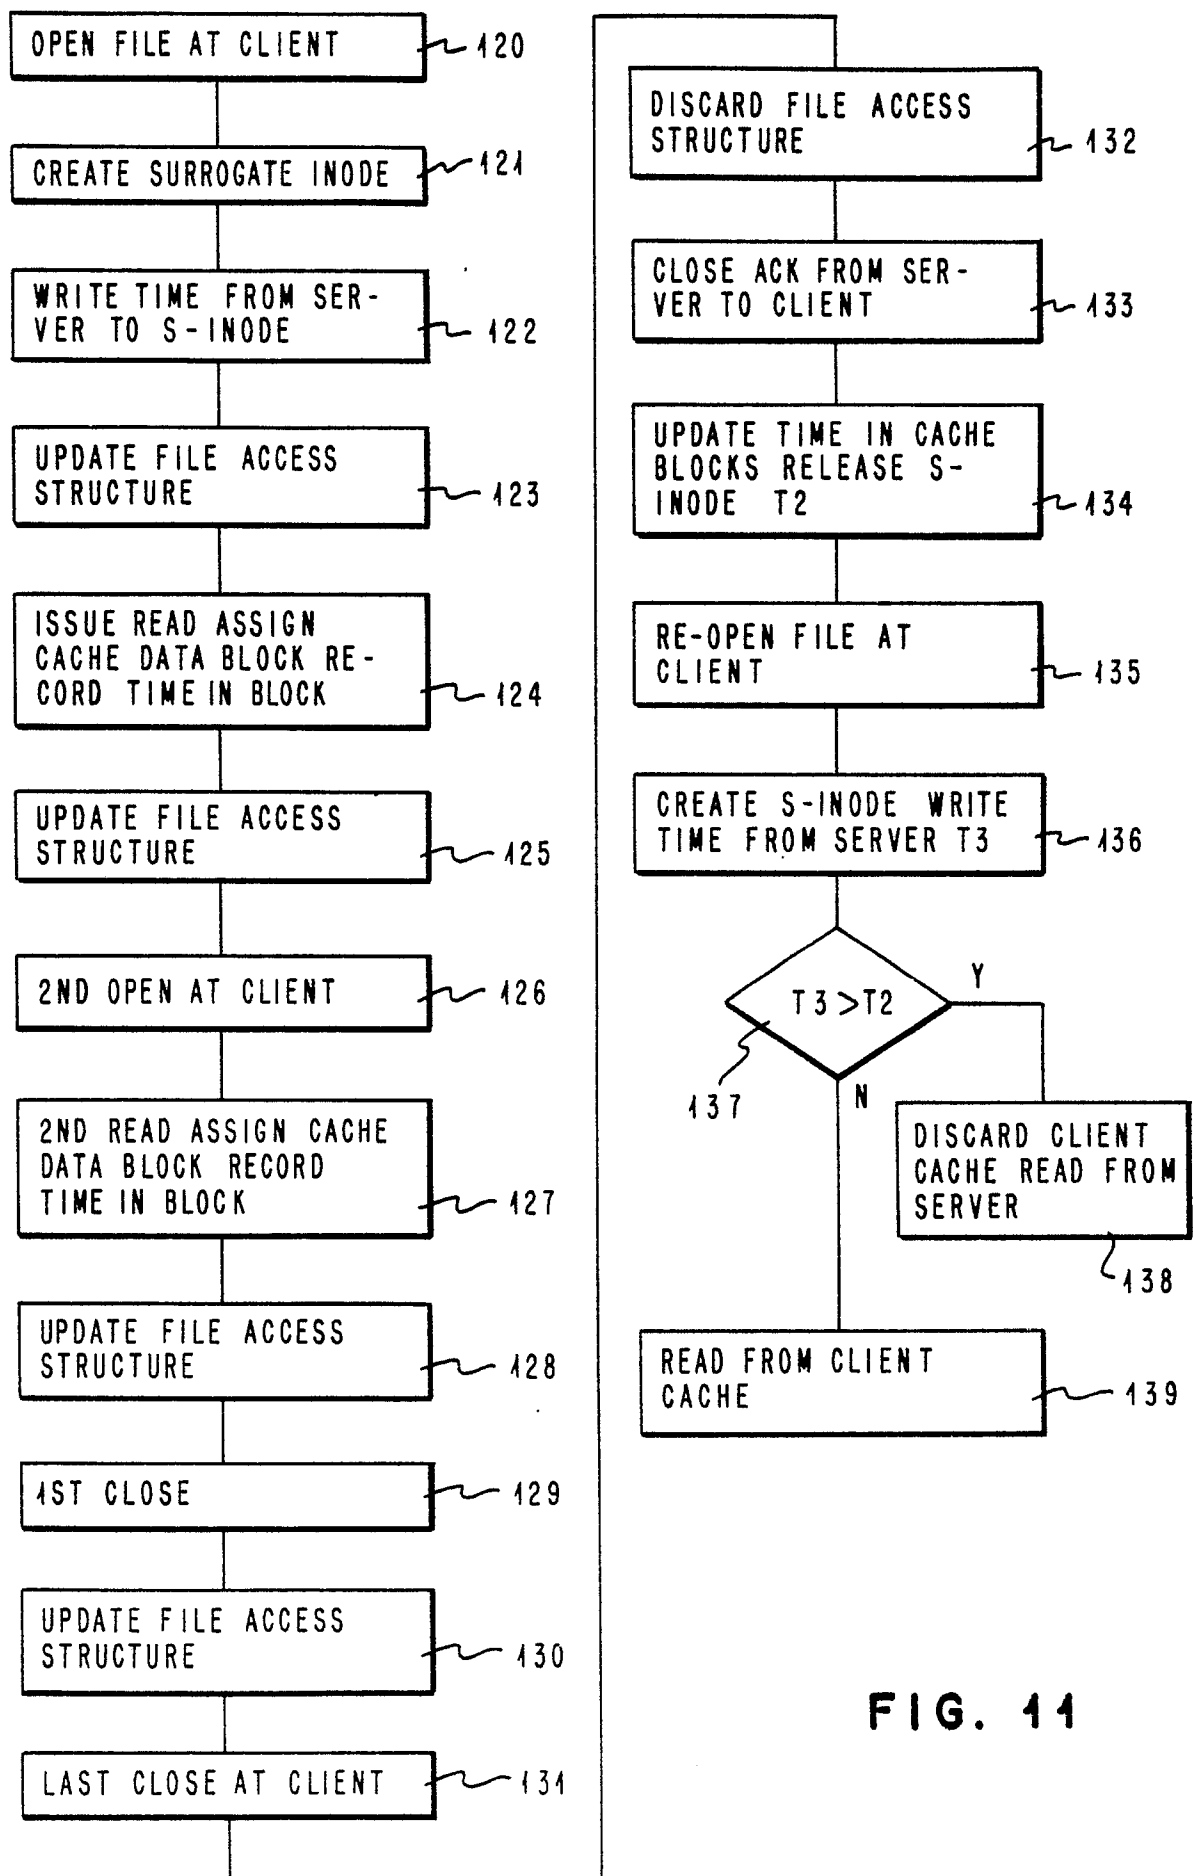 OPEN FILE AT CLIENT
120
CREATE SURROGATE INODE
121
WRITE TIME FROM SER-
VER TO S-INODE
122
UPDATE FILE ACCESS
STRUCTURE
123
ISSUE READ ASSIGN
CACHE DATA BLOCK RE-
CORD TIME IN BLOCK
124
UPDATE FILE ACCESS
STRUCTURE
125
2ND OPEN AT CLIENT
126
2ND READ ASSIGN CACHE
DATA BLOCK RECORD
TIME IN BLOCK
127
UPDATE FILE ACCESS
STRUCTURE
128
1ST CLOSE
129
UPDATE FILE ACCESS
STRUCTURE
130
LAST CLOSE AT CLIENT
131
DISCARD FILE ACCESS
STRUCTURE
132
CLOSE ACK FROM SER-
VER TO CLIENT
133
UPDATE TIME IN CACHE
BLOCKS RELEASE S-
INODE T2
134
RE-OPEN FILE AT
CLIENT
135
CREATE S-INODE WRITE
TIME FROM SERVER T3
136
T3 >T2
Y
137
N
DISCARD CLIENT
CACHE READ FROM
SERVER
138
READ FROM CLIENT
CACHE
139
FIG. 11